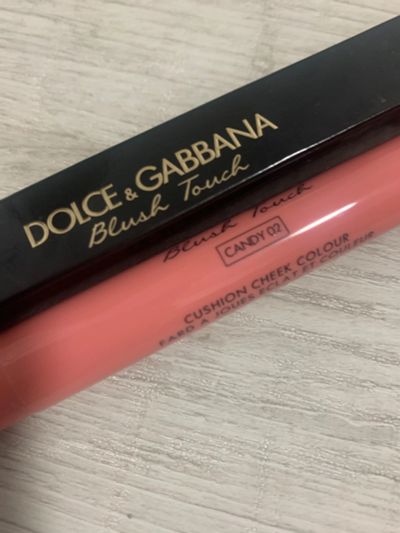 DOLCE & GABBANA
Blush Touch
Blush Touch
CANDY 02
CUSHION CHEEK COLOUR
FARD À JOUES ÉCLAT ET COULEUR